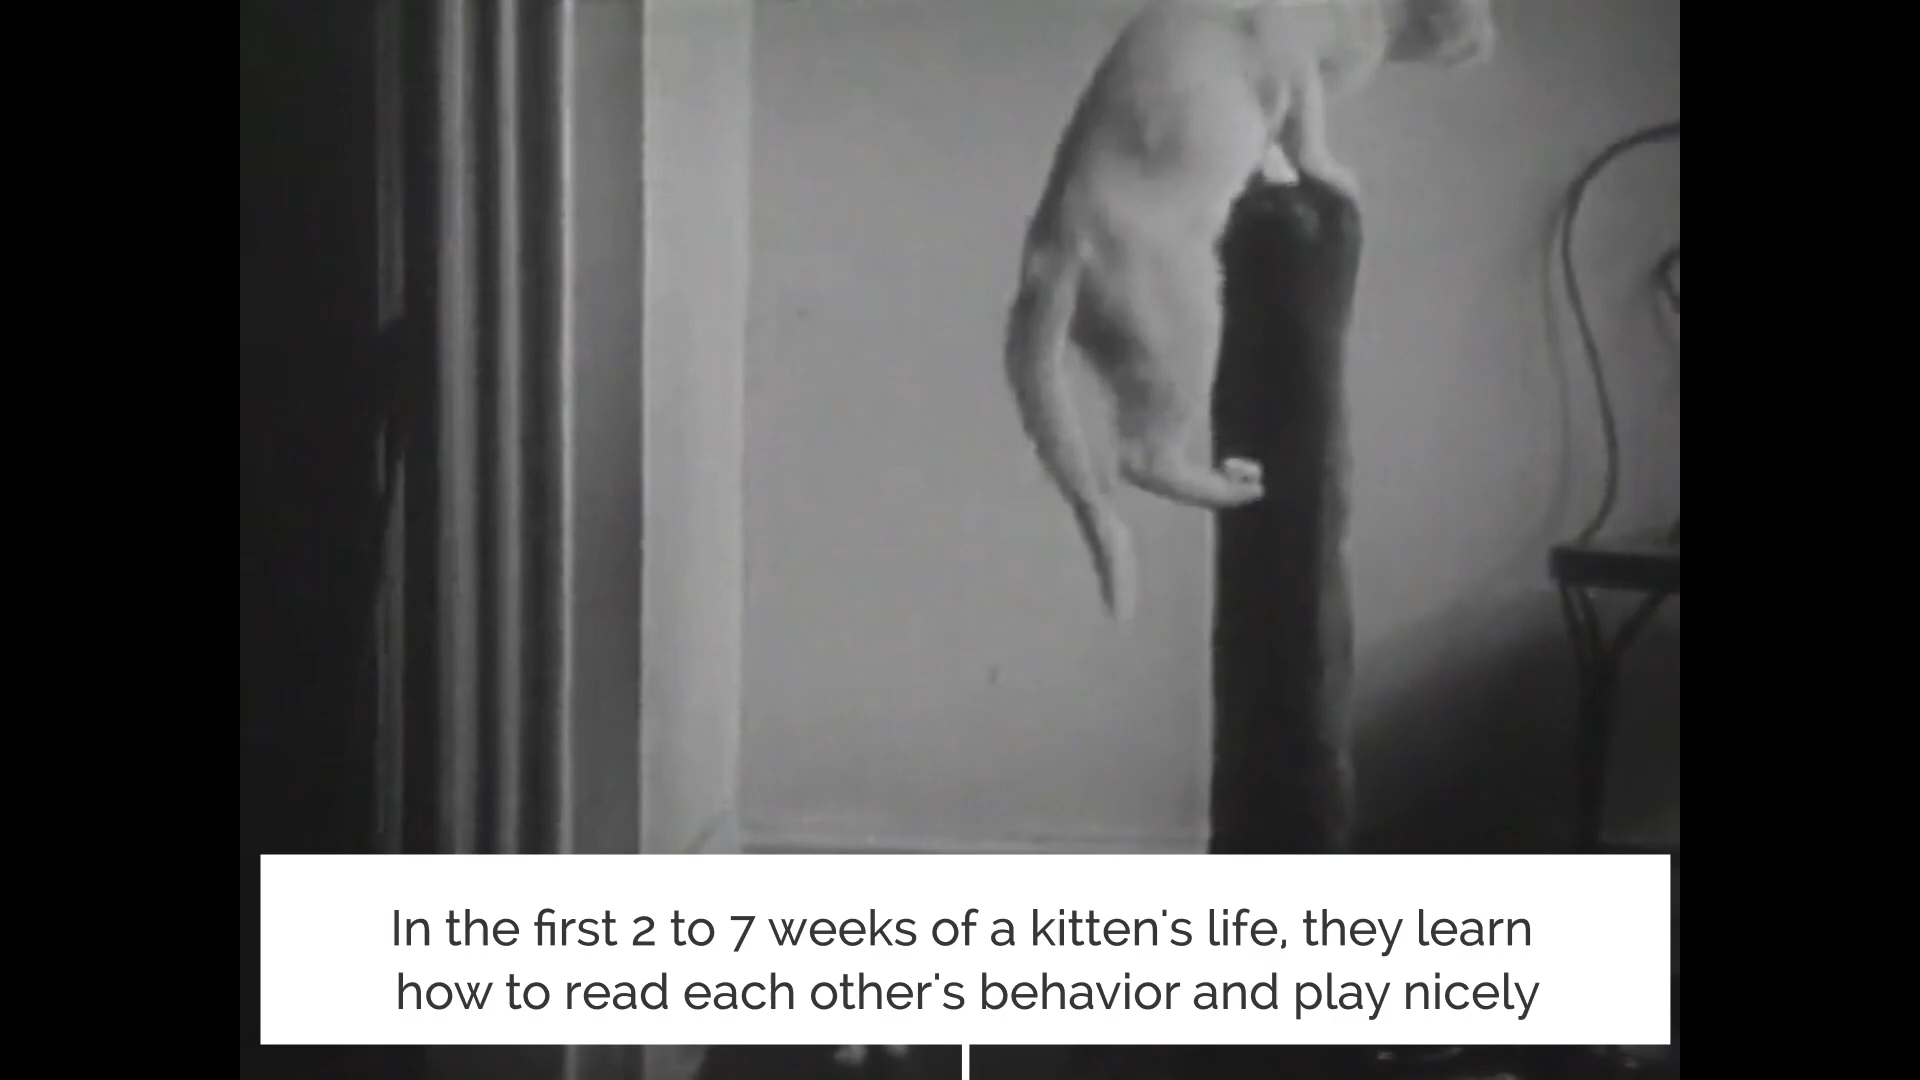 In the first 2 to 7 weeks of a kitten's life, they learn
how to read each other's behavior and play nicely